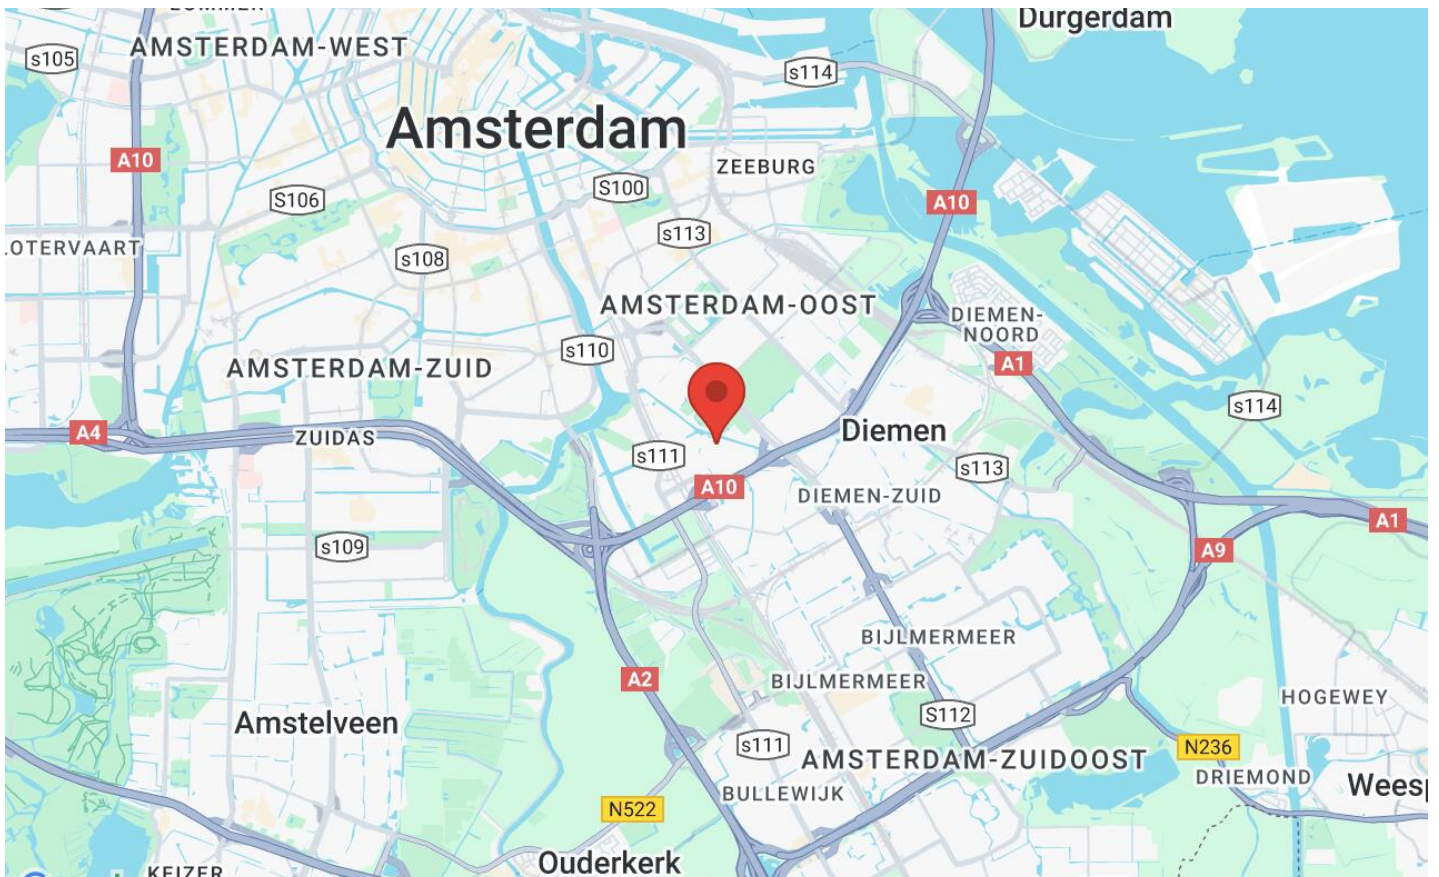 Durgerdam
s105
AMSTERDAM-WEST
s114
Amsterdam
A10
ZEEBURG
S100
S106
A10
s113
LOTERVAART
s108
AMSTERDAM-OOST
DIEMEN-
NOORD
s110
AMSTERDAM-ZUID
A1
s114
A4
ZUIDAS
Diemen
s111
s113
A10
DIEMEN-ZUID
A1
s109
A9
BIJLMERMEER
A2
BIJLMERMEER
HOGEWEY
S112
Amstelveen
s111
N236
AMSTERDAM-ZUIDOOST
DRIEMOND
Weesp
BULLEWIJK
N522
Ouderkerk
KEIZER